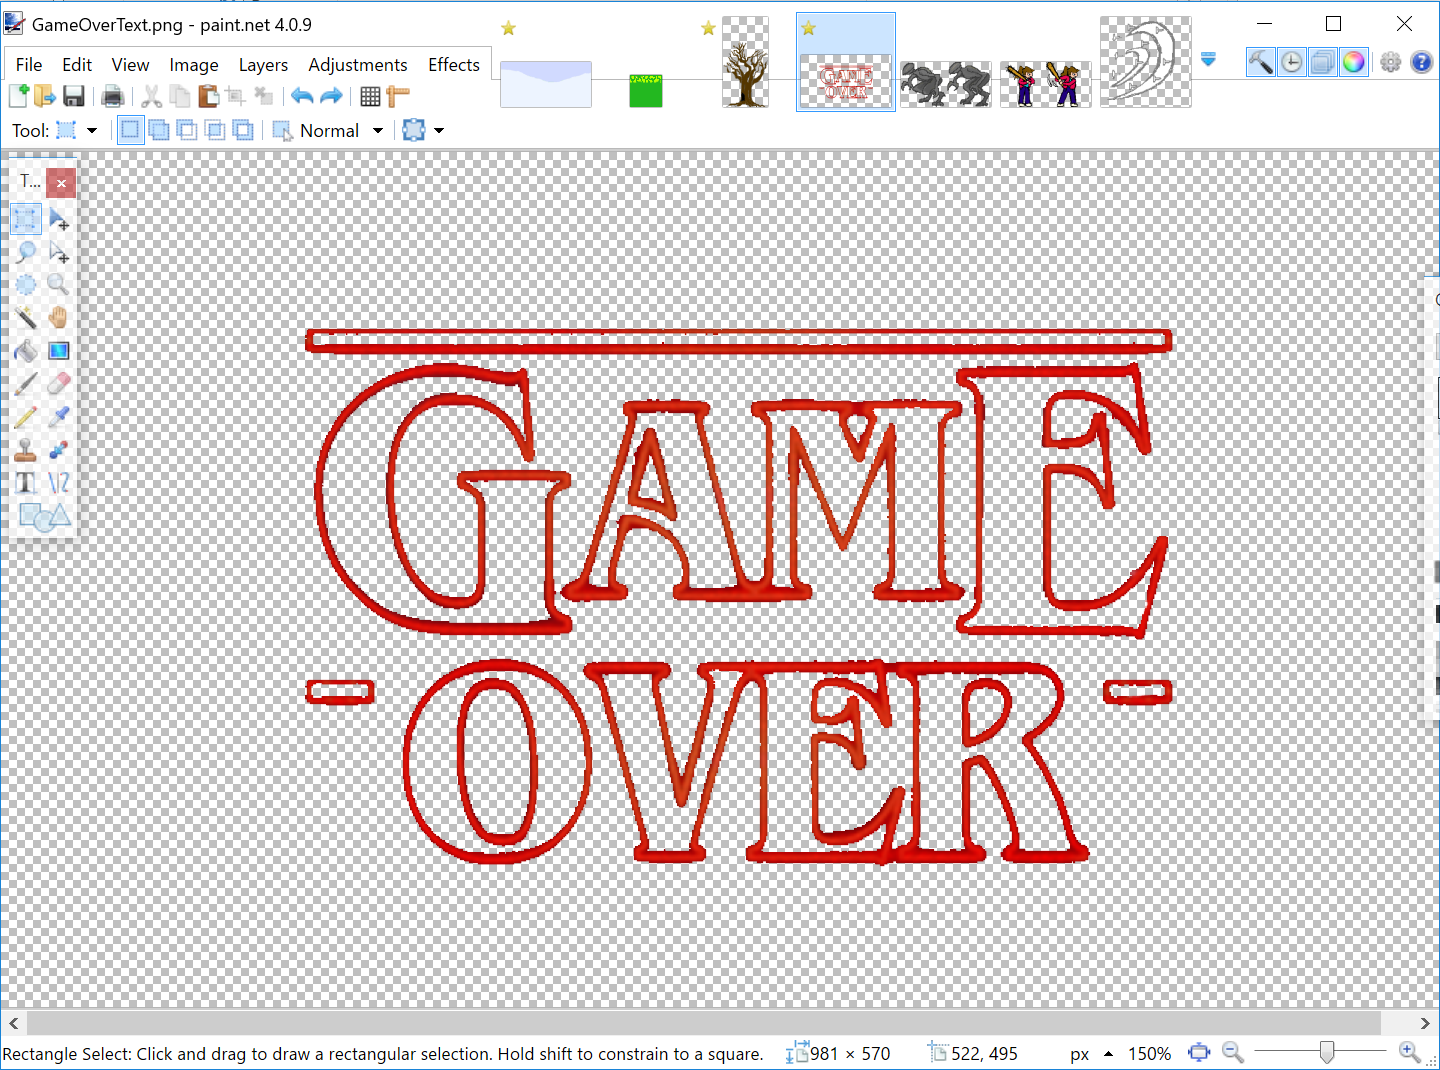 GameOverText.png - paint.net 4.0.9
File Edit View Image Layers Adjustments Effects
Tool: Normal
T...
GAME
OVER
Rectangle Select: Click and drag to draw a rectangular selection. Hold shift to constrain to a square. 981 × 570 522, 495 px 150%